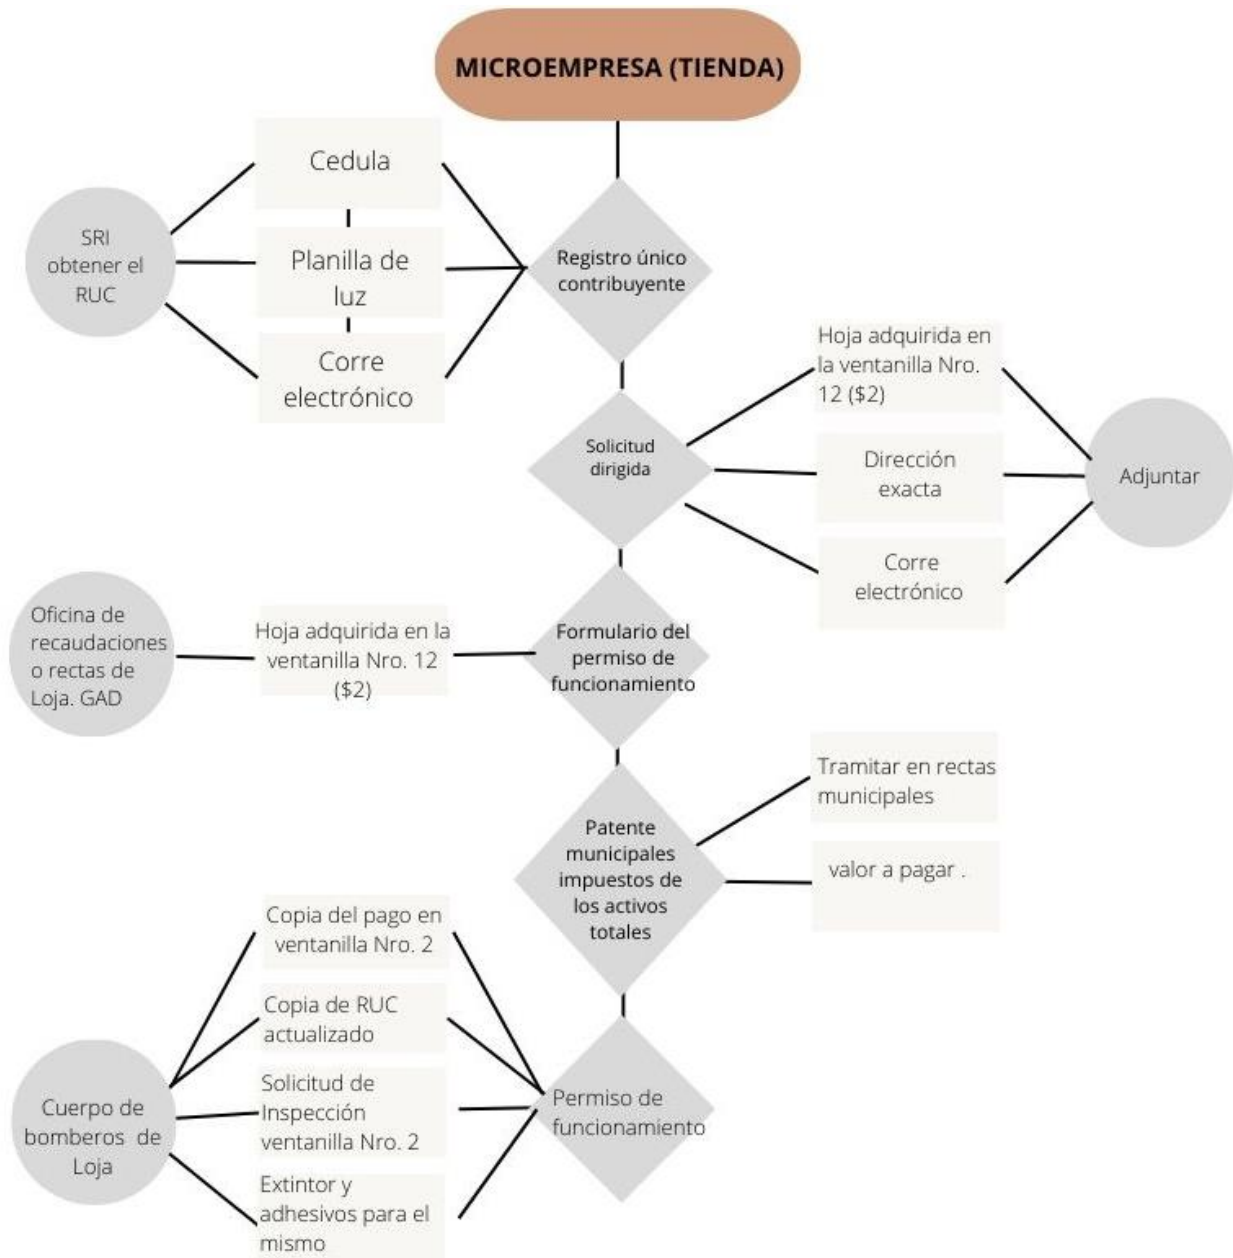 MICROEMPRESA (TIENDA)
Cedula
SRI
obtener el
RUC
Planilla de
luz
Corre
electrónico
Registro único
contribuyente
Hoja adquirida en
la ventanilla Nro.
12 ($2)
Solicitud
dirigida
Dirección
exacta
Adjuntar
Corre
electrónico
Oficina de
recaudaciones
o rectas de
Loja. GAD
Hoja adquirida en la
ventanilla Nro. 12
($2)
Formulario del
permiso de
funcionamiento
Tramitar en rectas
municipales
Patente
municipales
impuestos de
los activos
totales
valor a pagar .
Copia del pago en
ventanilla Nro. 2
Copia de RUC
actualizado
Solicitud de
Inspección
ventanilla Nro. 2
Extintor y
adhesivos para el
mismo
Cuerpo de
bomberos de
Loja
Permiso de
funcionamiento